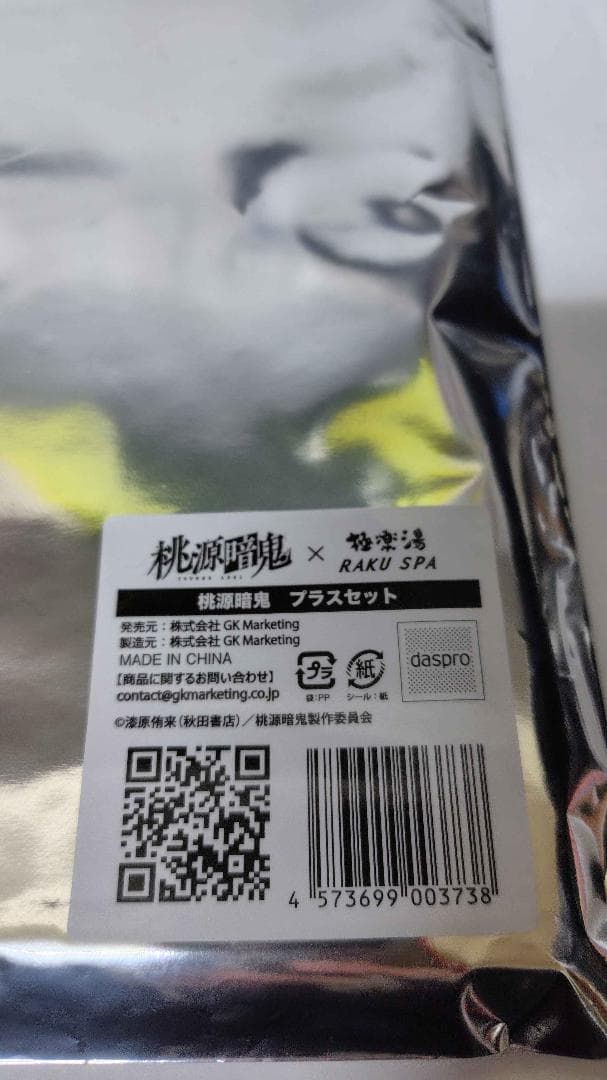 桃源暗鬼 × 極楽湯 RAKU SPA
TOUGEN ANKI
桃源暗鬼 プラスセット
発売元：株式会社 GK Marketing
製造元：株式会社 GK Marketing
MADE IN CHINA
【商品に関するお問い合わせ】
contact@gkmarketing.co.jp
プラ
袋：PP
紙
シール：紙
daspro
©漆原侑来（秋田書店）／桃源暗鬼製作委員会
4 573699 003738